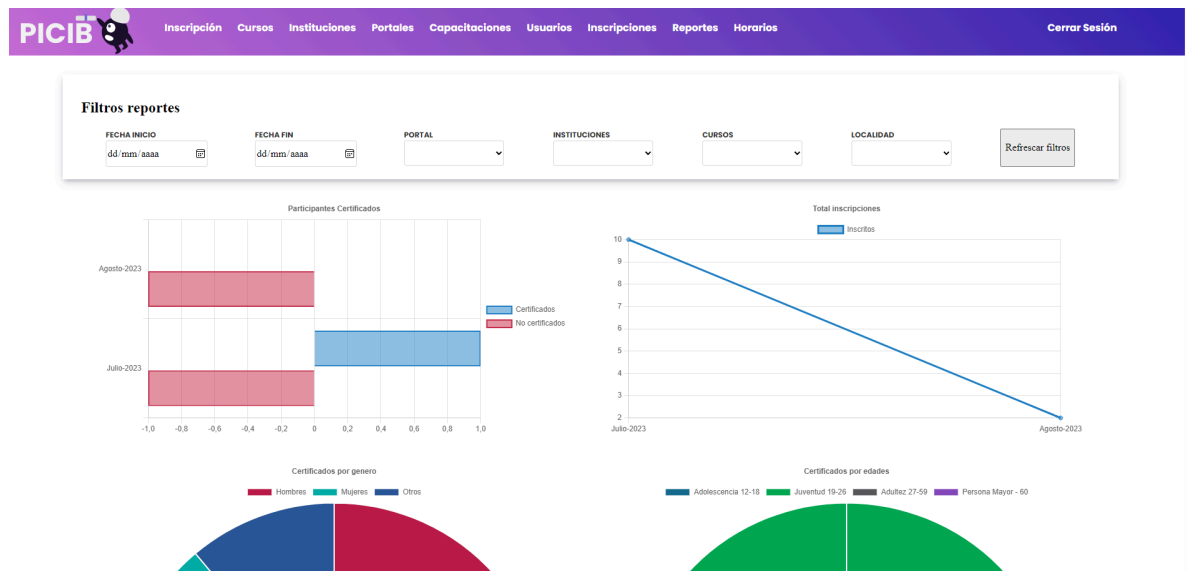 PICIB
Inscripción Cursos Instituciones Portales Capacitaciones Usuarios Inscripciones Reportes Horarios Cerrar Sesión
Filtros reportes
FECHA INICIO FECHA FIN PORTAL INSTITUCIONES CURSOS LOCALIDAD
dd/mm/aaaa dd/mm/aaaa Refrescar filtros
Participantes Certificados
Agosto-2023
Julio-2023
-1,0 -0,8 -0,6 -0,4 -0,2 0 0,2 0,4 0,6 0,8 1,0
Certificados
No certificados
Total inscripciones
Inscritos
10
9
8
7
6
5
4
3
2
Julio-2023 Agosto-2023
Certificados por genero
Hombres Mujeres Otros
Certificados por edades
Adolescencia 12-18 Juventud 19-26 Adultez 27-59 Persona Mayor - 60